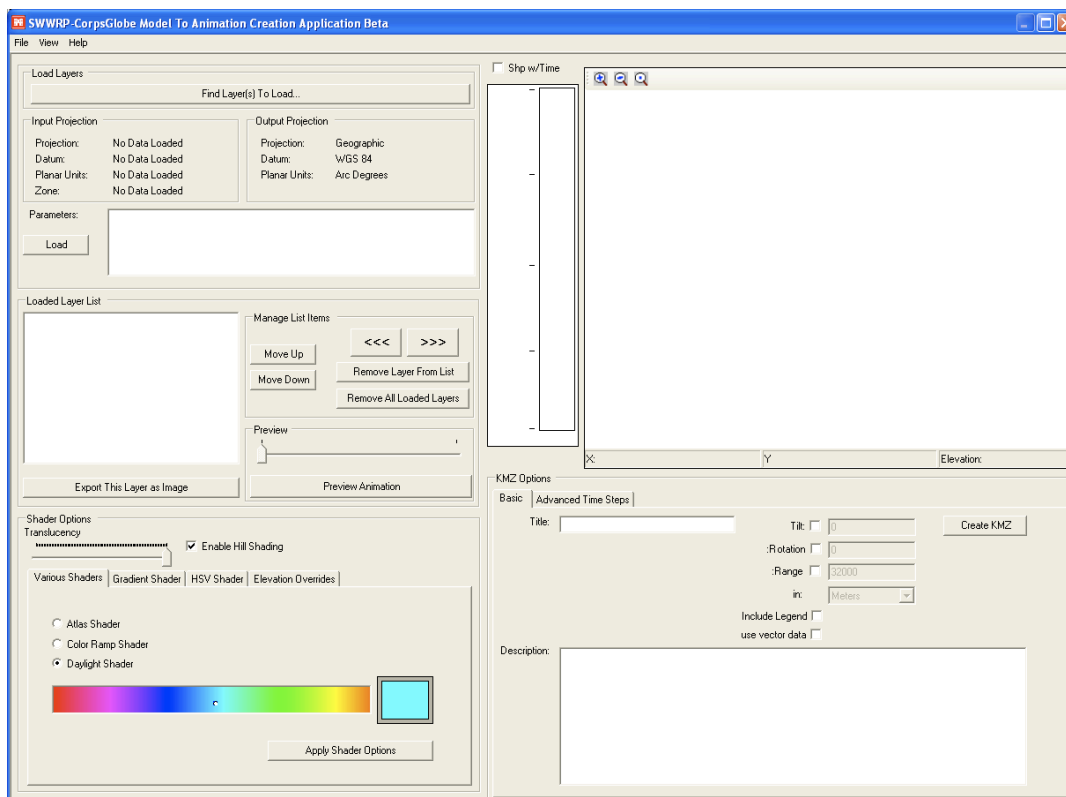 SWWRP-CorpsGlobe Model To Animation Creation Application Beta
File View Help
Load Layers
Find Layer(s) To Load...
Input Projection
Projection: No Data Loaded
Datum: No Data Loaded
Planar Units: No Data Loaded
Zone: No Data Loaded
Output Projection
Projection: Geographic
Datum: WGS 84
Planar Units: Arc Degrees
Parameters:
Load
Loaded Layer List
Manage List Items
<<< >>>
Move Up
Move Down
Remove Layer From List
Remove All Loaded Layers
Preview
Preview Animation
Export This Layer as Image
Shader Options
Translucency
Enable Hill Shading
Various Shaders Gradient Shader HSV Shader Elevation Overrides
Atlas Shader
Color Ramp Shader
Daylight Shader
Apply Shader Options
Shp w/Time
X: Y Elevation:
KMZ Options
Basic Advanced Time Steps
Title:
Tilt: 0
:Rotation 0
:Range 32000
in: Meters
Include Legend
use vector data
Create KMZ
Description: